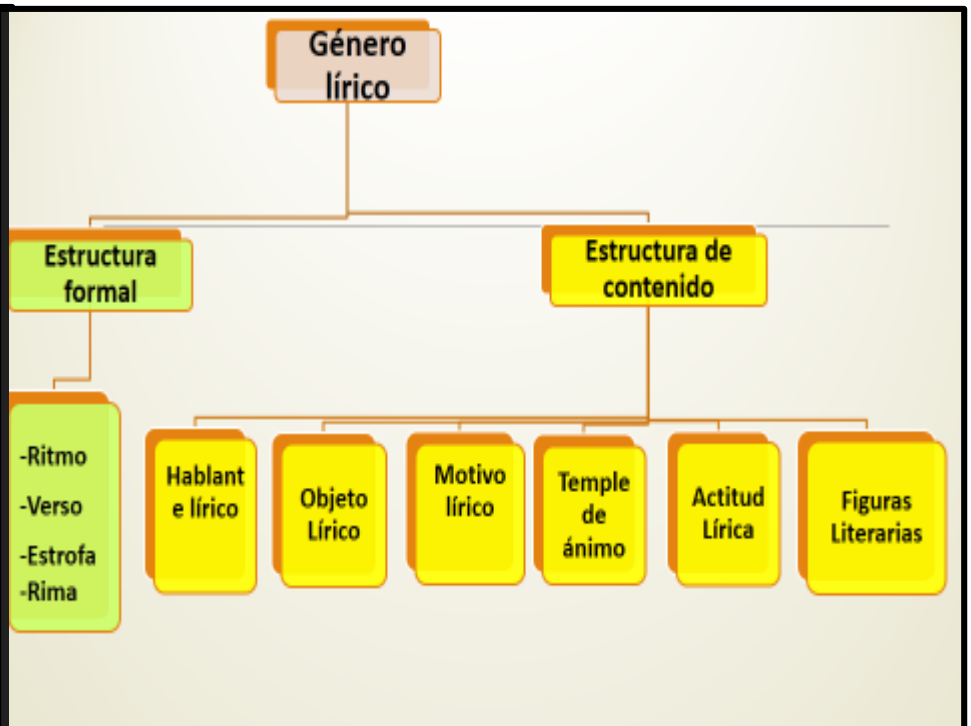 Género
lírico
Estructura
formal
Estructura de
contenido
-Ritmo
-Verso
-Estrofa
-Rima
Hablant
e lírico
Objeto
Lírico
Motivo
lírico
Temple
de
ánimo
Actitud
Lírica
Figuras
Literarias